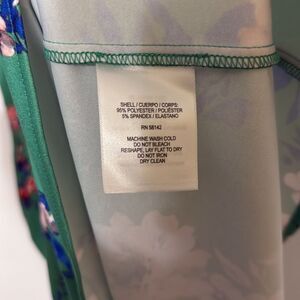 SHELL / CUERPO / CORPS:
95% POLYESTER / POLIÉSTER
5% SPANDEX / ELASTANO
RN 58142
MACHINE WASH COLD
DO NOT BLEACH
RESHAPE, LAY FLAT TO DRY
DO NOT IRON
DRY CLEAN